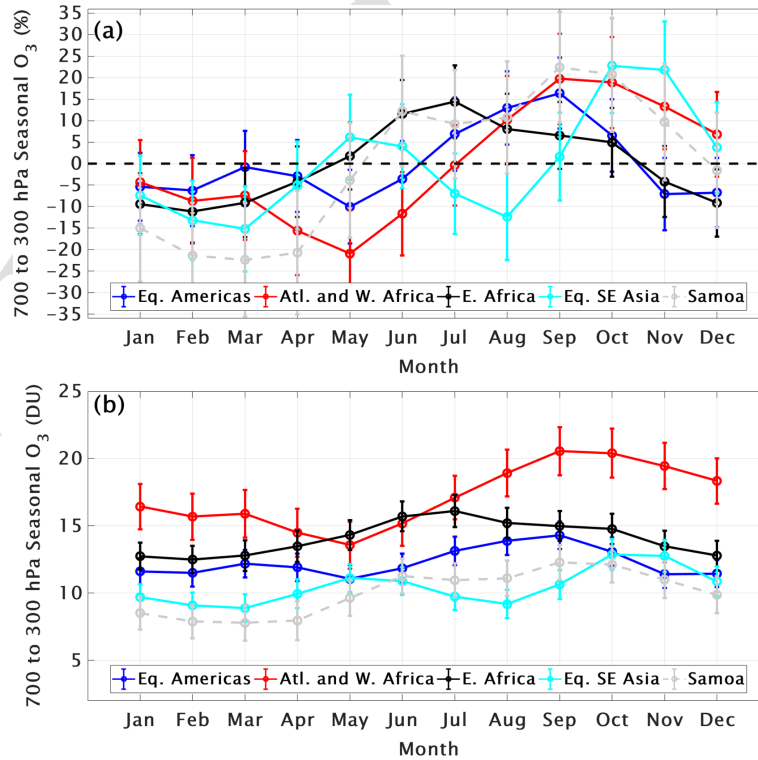 (a)
700 to 300 hPa Seasonal O3 (%)
35
30
25
20
15
10
5
0
-5
-10
-15
-20
-25
-30
-35
Eq. Americas Atl. and W. Africa E. Africa Eq. SE Asia Samoa
Jan Feb Mar Apr May Jun Jul Aug Sep Oct Nov Dec
Month
(b)
700 to 300 hPa Seasonal O3 (DU)
25
20
15
10
5
Eq. Americas Atl. and W. Africa E. Africa Eq. SE Asia Samoa
Jan Feb Mar Apr May Jun Jul Aug Sep Oct Nov Dec
Month